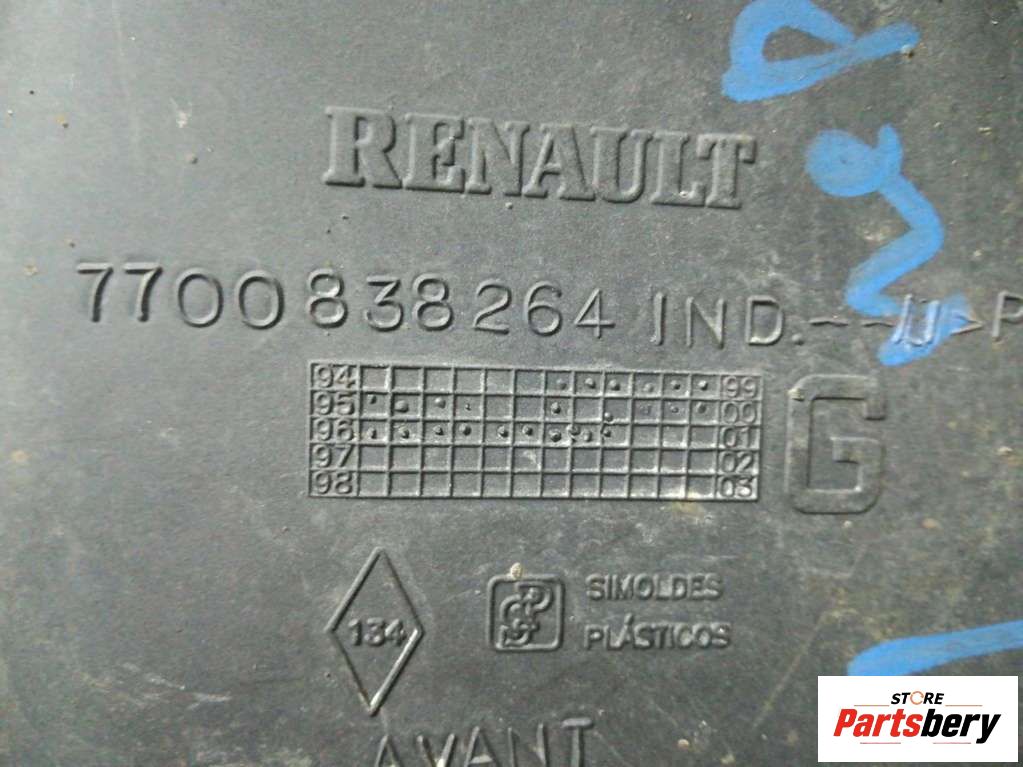 RENAULT
7700838264 IND.---U>P
94 99
95 00
96 01
97 02
98 03
G
134
SIMOLDES
PLÁSTICOS
AVANT
STORE
Partsbery